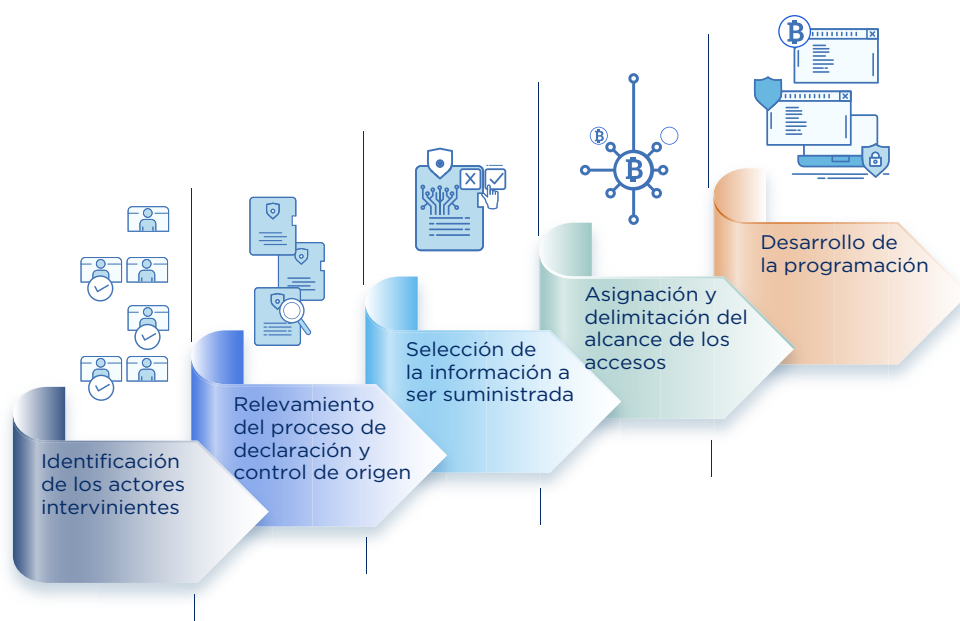 Identificación
de los actores
intervinientes
Relevamiento
del proceso de
declaración y
control de origen
Selección de
la información a
ser suministrada
Asignación y
delimitación del
alcance de los
accesos
Desarrollo de
la programación